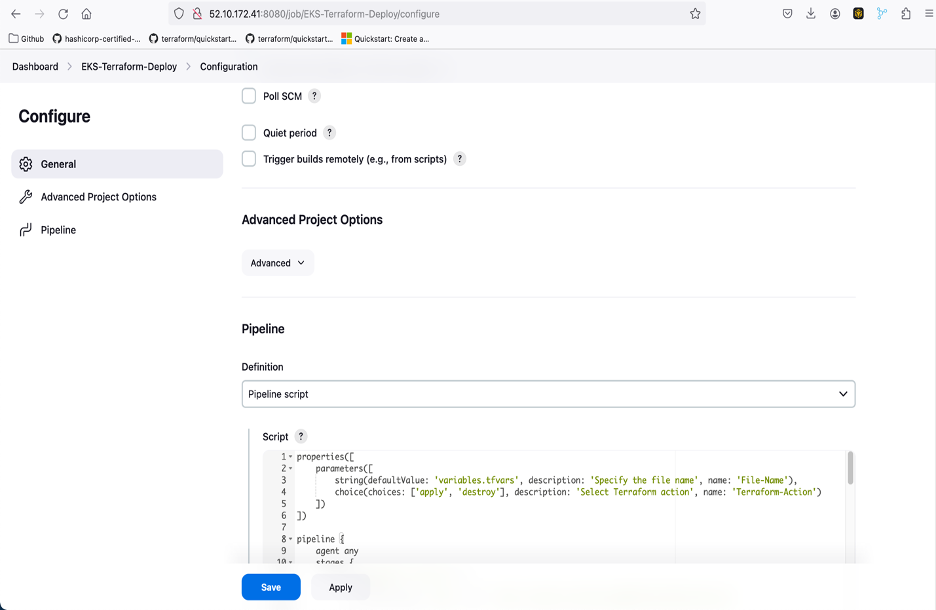 52.10.172.41:8080/job/EKS-Terraform-Deploy/configure
Github hashicorp-certified-... terraform/quickstart... terraform/quickstart... Quickstart: Create a...
Dashboard > EKS-Terraform-Deploy > Configuration
Configure
General
Advanced Project Options
Pipeline
Poll SCM ?
Quiet period ?
Trigger builds remotely (e.g., from scripts) ?
Advanced Project Options
Advanced
Pipeline
Definition
Pipeline script
Script ?
1 properties([
2 parameters([
3 string(defaultValue: 'variables.tfvars', description: 'Specify the file name', name: 'File-Name'),
4 choice(choices: ['apply', 'destroy'], description: 'Select Terraform action', name: 'Terraform-Action')
5 ])
6 ])
7
8 pipeline {
9 agent any
10 stages {
Save Apply